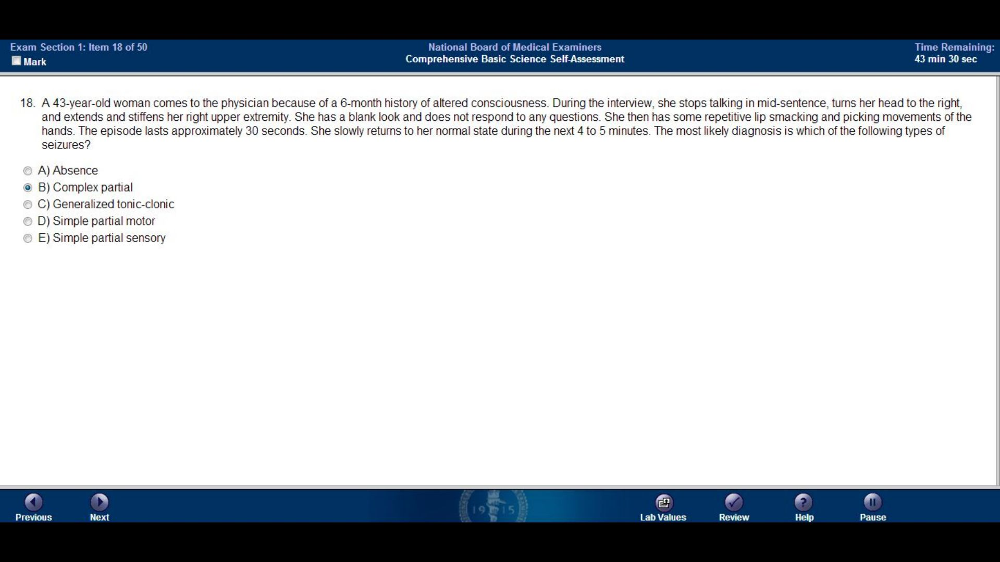 Exam Section 1: Item 18 of 50
National Board of Medical Examiners
Time Remaining:
Mark
Comprehensive Basic Science Self-Assessment
43 min 30 sec
18. A 43-year-old woman comes to the physician because of a 6-month history of altered consciousness. During the interview, she stops talking in mid-sentence, turns her head to the right,
and extends and stiffens her right upper extremity. She has a blank look and does not respond to any questions. She then has some repetitive lip smacking and picking movements of the
hands. The episode lasts approximately 30 seconds. She slowly returns to her normal state during the next 4 to 5 minutes. The most likely diagnosis is which of the following types of
seizures?
A) Absence
B) Complex partial
C) Generalized tonic-clonic
D) Simple partial motor
E) Simple partial sensory
1915
Previous
Next
Lab Values
Review
Help
Pause